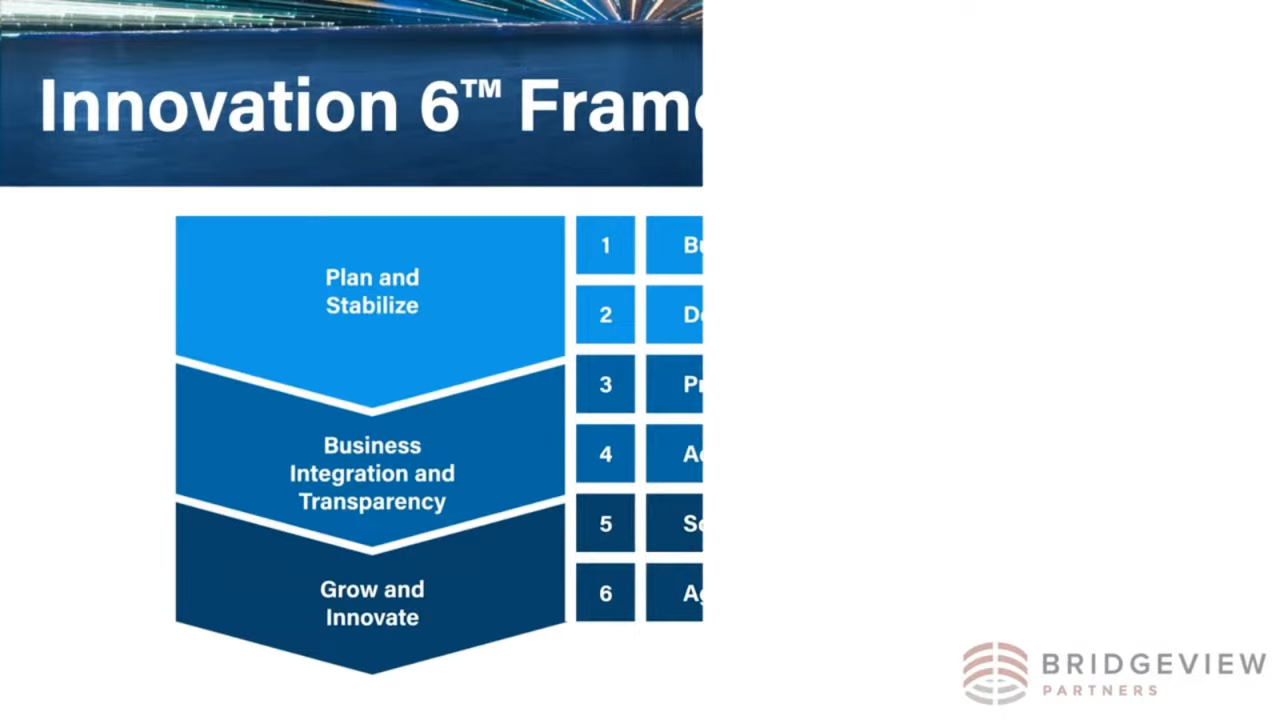 Innovation 6™
Plan and
Stabilize
1
2
3
Business
Integration and
Transparency
4
5
Grow and
Innovate
6
BRIDGEVIEW
PARTNERS